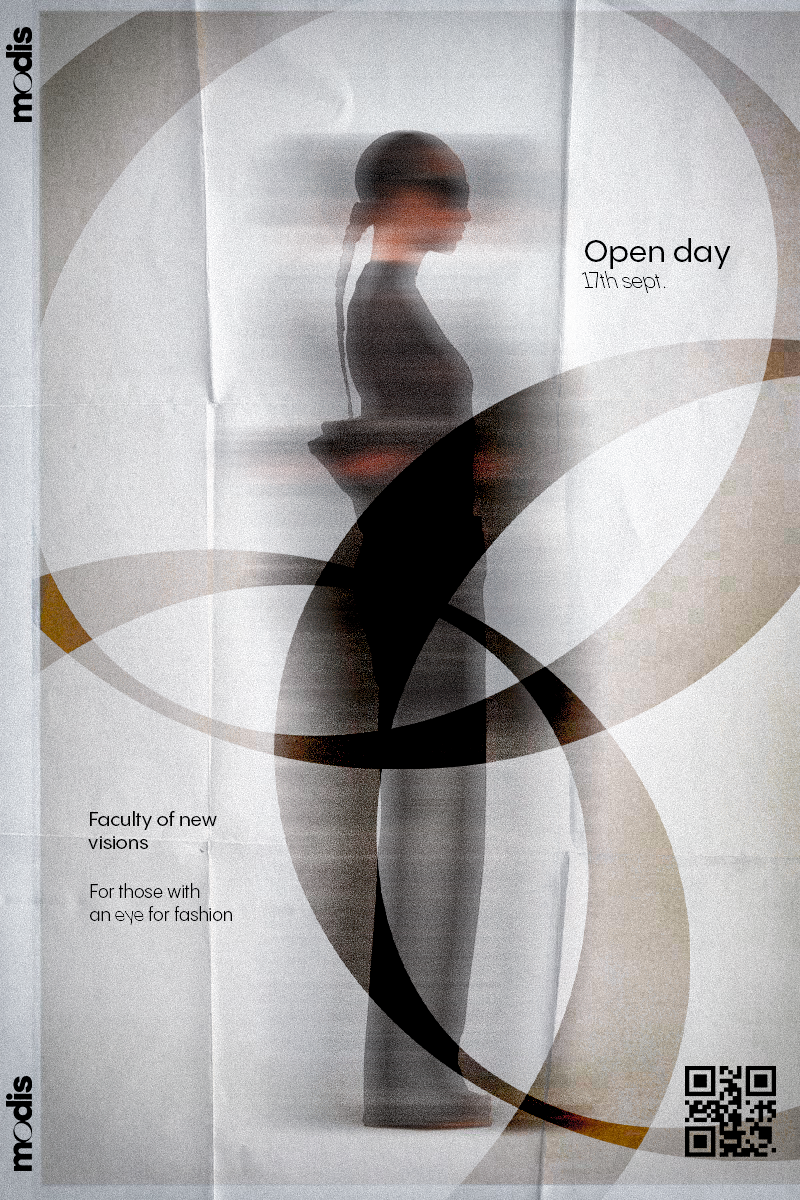 modis
Open day
17th sept.
Faculty of new
visions
For those with
an eye for fashion
modis